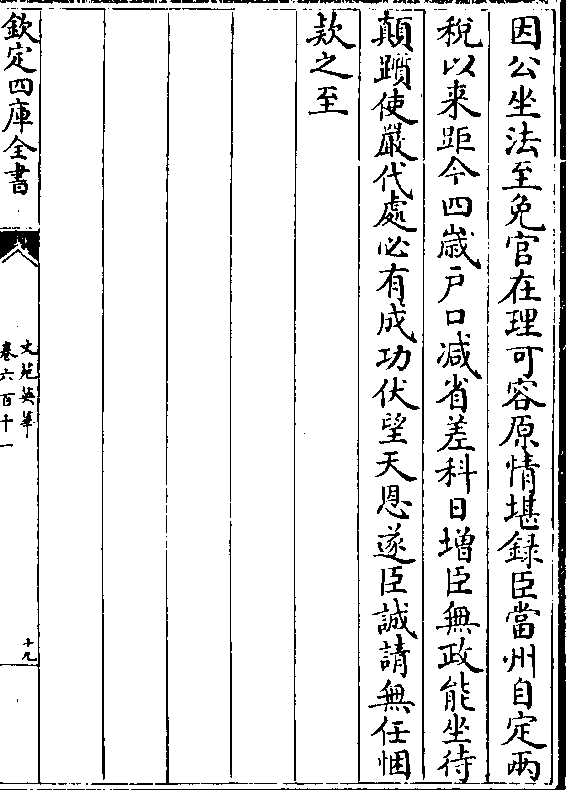 因公坐法至免官在理可容原情堪録臣當州自定兩
稅以来距今四嵗户口减省差科日增臣無政能坐待
顛躓使嚴代處必有成功伏望天恩遂臣誠請無任悃
款之至
欽定四庫全書
文苑英華
卷六百十一
十九